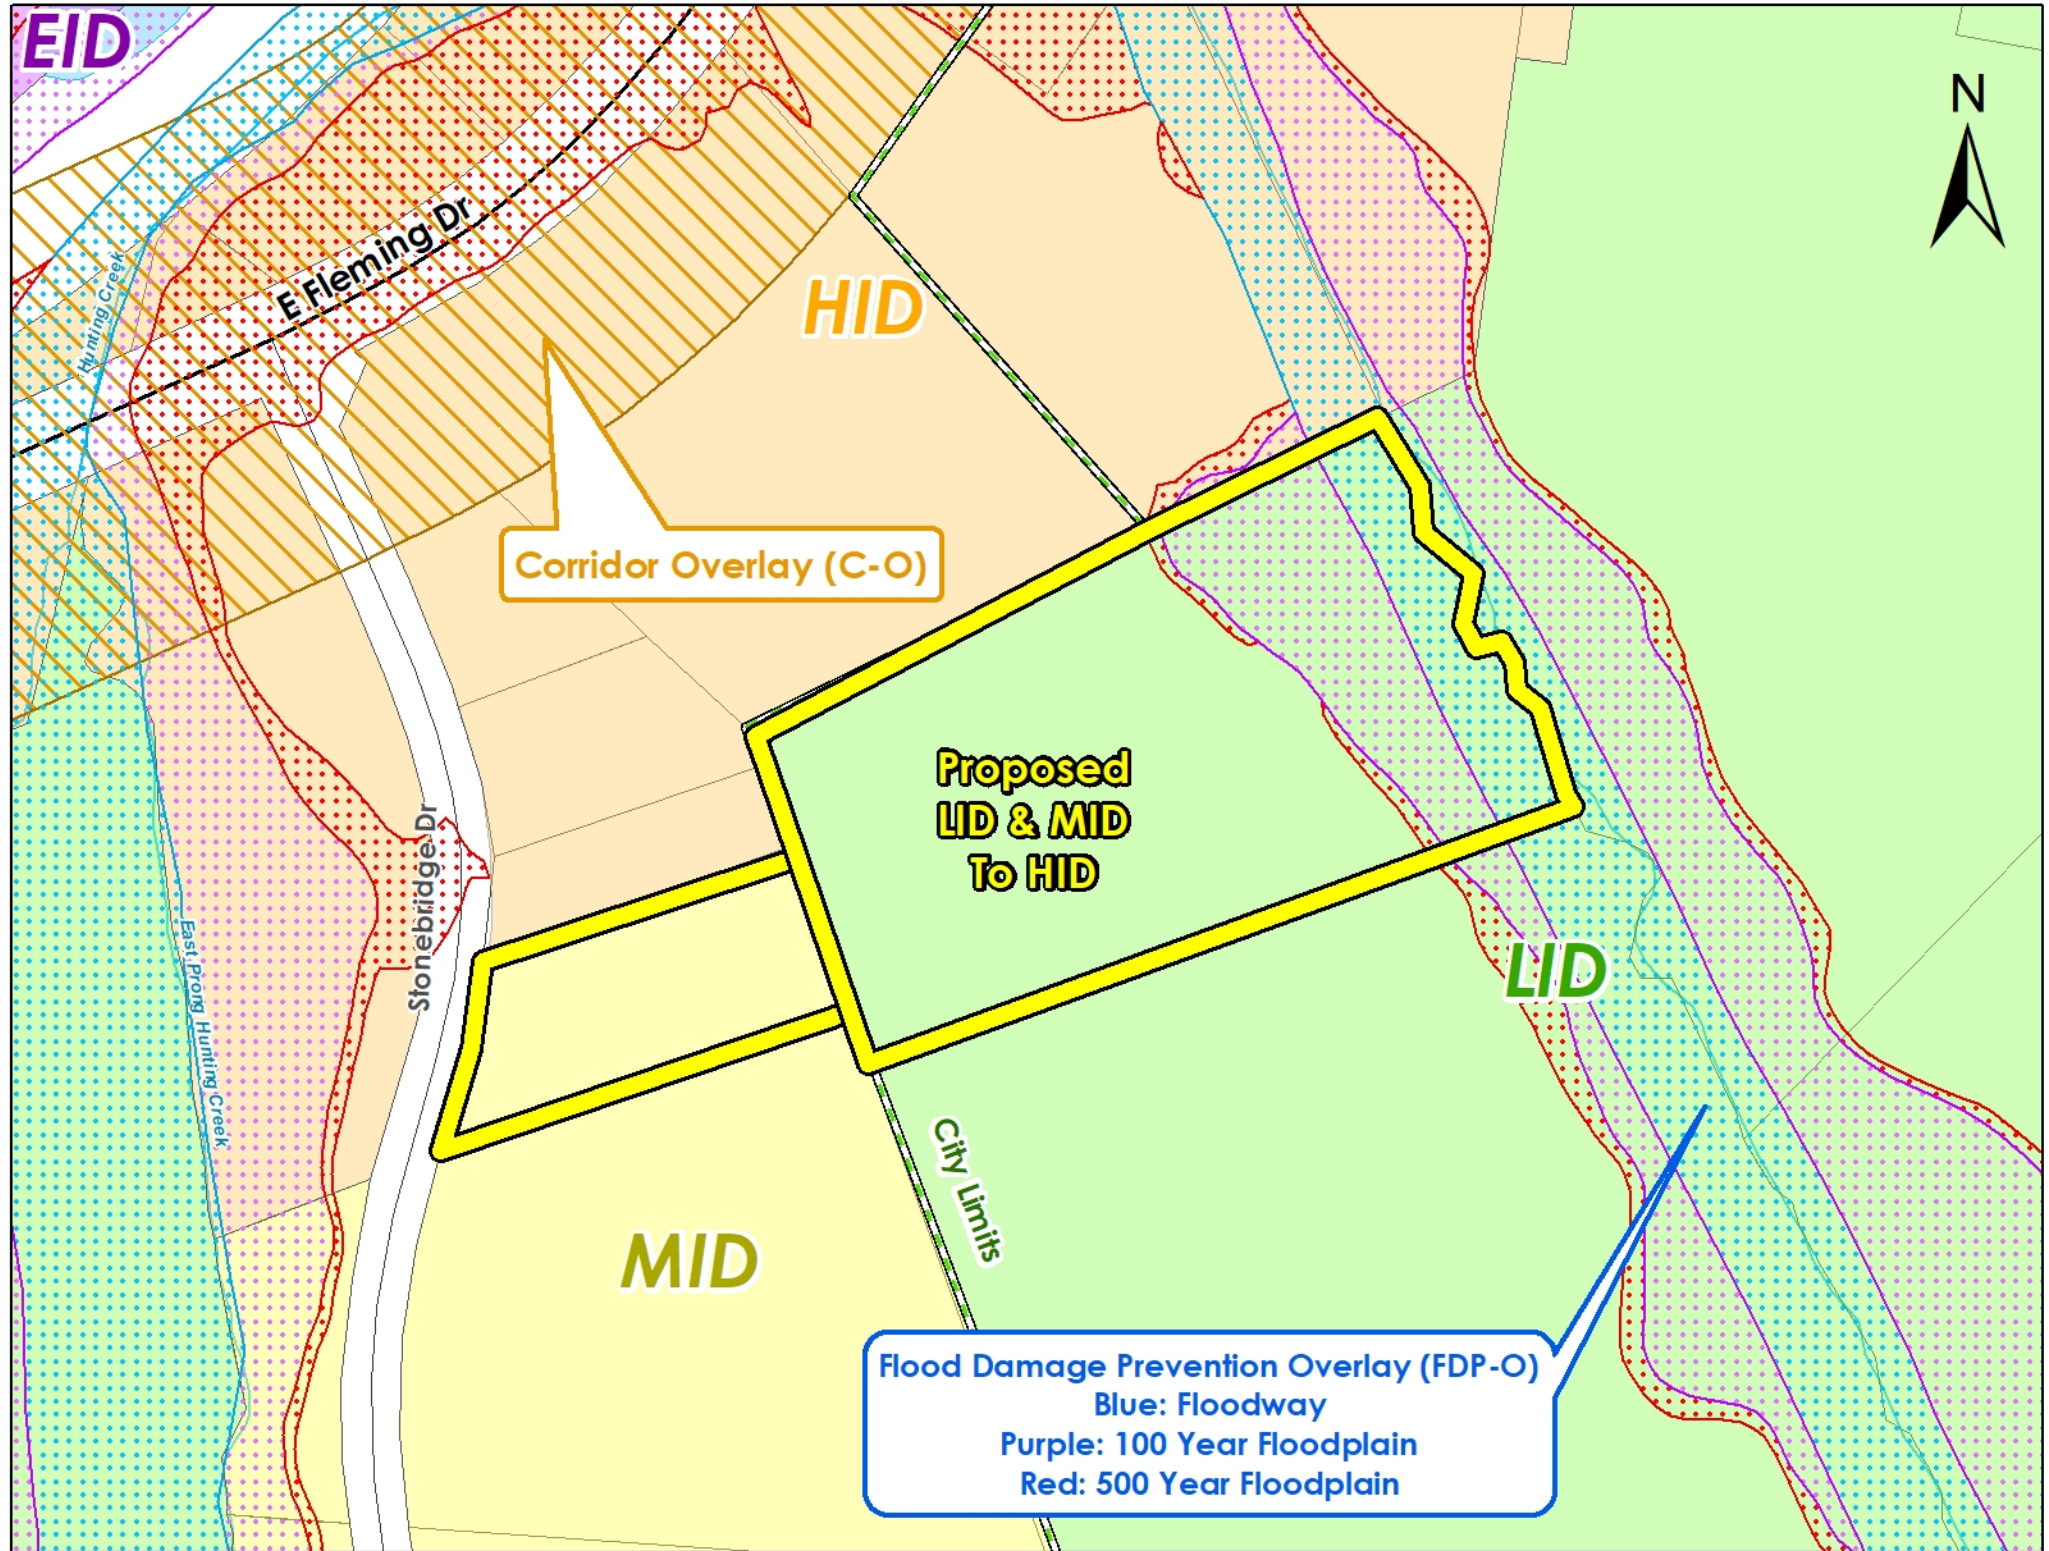 EID
N
Hunting Creek
E Fleming Dr
HID
Corridor Overlay (C-O)
Proposed
LID & MID
To HID
Stonebridge Dr
East Prong Hunting Creek
LID
City Limits
MID
Flood Damage Prevention Overlay (FDP-O)
Blue: Floodway
Purple: 100 Year Floodplain
Red: 500 Year Floodplain